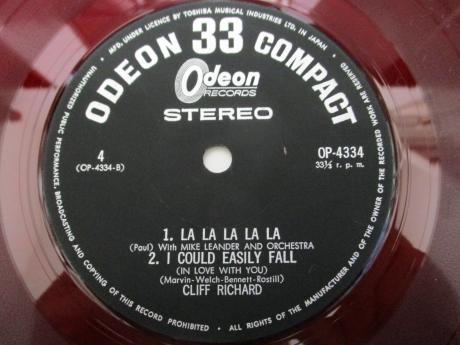 MFD. UNDER LICENCE BY TOSHIBA MUSICAL INDUSTRIES LTD. IN JAPAN
ODEON 33 COMPACT
Odeon
RECORDS
STEREO
4
(OP-4334-B)
OP-4334
33⅓ r. p. m.
1. LA LA LA LA LA
(Paul) With MIKE LEANDER AND ORCHESTRA
2. I COULD EASILY FALL
(IN LOVE WITH YOU)
(Marvin-Welch-Bennett-Rostill)
CLIFF RICHARD
UNAUTHORIZED PUBLIC PERFORMANCE, BROADCASTING AND COPYING OF THIS RECORD PROHIBITED • ALL RIGHTS OF THE MANUFACTURER AND OF THE OWNER OF THE RECORDED WORK ARE RESERVED